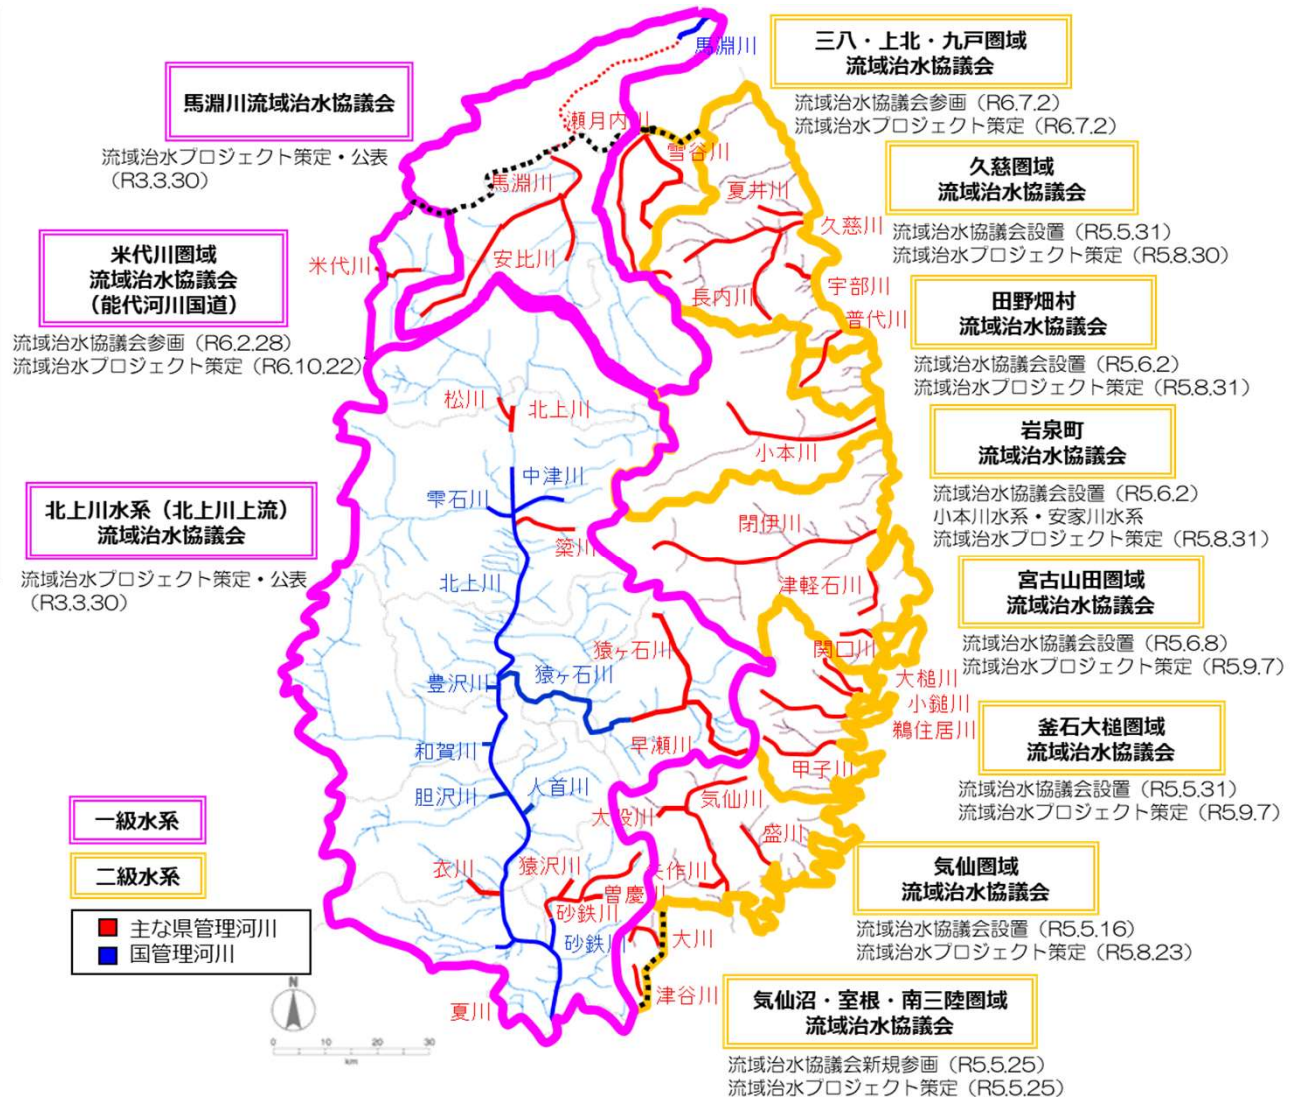 馬淵川流域治水協議会
流域治水プロジェクト策定・公表
(R3.3.30)
米代川圏域
流域治水協議会
(能代河川国道)
流域治水協議会参画(R6.2.28)
流域治水プロジェクト策定(R6.10.22)
北上川水系(北上川上流)
流域治水協議会
流域治水プロジェクト策定・公表
(R3.3.30)
一級水系
二級水系
主な県管理河川
国管理河川
N
0 10 20 30
km
馬淵川
瀬月内川
雪谷川
馬淵川
夏井川
久慈川
米代川
安比川
長内川
宇部川
普代川
松川
北上川
小本川
中津川
雫石川
簗川
閉伊川
北上川
津軽石川
猿ヶ石川
関口川
猿ヶ石川
豊沢川
大槌川
小鎚川
鵜住居川
早瀬川
和賀川
甲子川
人首川
胆沢川
気仙川
盛川
衣川
猿沢川
曽慶川
砂鉄川
砂鉄川
大川
津谷川
夏川
三八・上北・九戸圏域
流域治水協議会
流域治水協議会参画(R6.7.2)
流域治水プロジェクト策定(R6.7.2)
久慈圏域
流域治水協議会
流域治水協議会設置(R5.5.31)
流域治水プロジェクト策定(R5.8.30)
田野畑村
流域治水協議会
流域治水協議会設置(R5.6.2)
流域治水プロジェクト策定(R5.8.31)
岩泉町
流域治水協議会
流域治水協議会設置(R5.6.2)
小本川水系・安家川水系
流域治水プロジェクト策定(R5.8.31)
宮古山田圏域
流域治水協議会
流域治水協議会設置(R5.6.8)
流域治水プロジェクト策定(R5.9.7)
釜石大槌圏域
流域治水協議会
流域治水協議会設置(R5.5.31)
流域治水プロジェクト策定(R5.9.7)
気仙圏域
流域治水協議会
流域治水協議会設置(R5.5.16)
流域治水プロジェクト策定(R5.8.23)
気仙沼・室根・南三陸圏域
流域治水協議会
流域治水協議会新規参画(R5.5.25)
流域治水プロジェクト策定(R5.5.25)